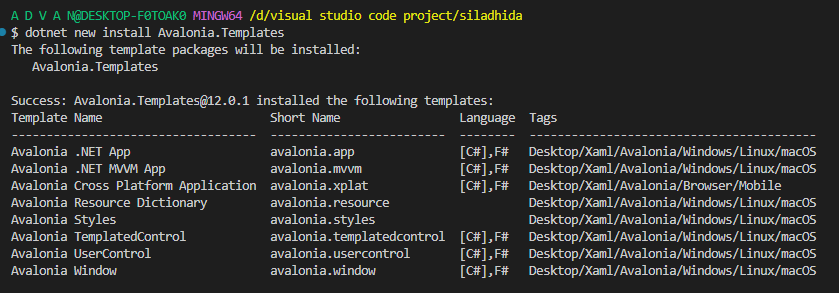 A D V A N@DESKTOP-F0TOAK0 MINGW64 /d/visual studio code project/siladhida
$ dotnet new install Avalonia.Templates
The following template packages will be installed:
   Avalonia.Templates

Success: Avalonia.Templates@12.0.1 installed the following templates:
Template Name                       Short Name                 Language  Tags
----------------------------------  -------------------------  --------  -------------------------------------------
Avalonia .NET App                   avalonia.app               [C#],F#   Desktop/Xaml/Avalonia/Windows/Linux/macOS
Avalonia .NET MVVM App              avalonia.mvvm              [C#],F#   Desktop/Xaml/Avalonia/Windows/Linux/macOS
Avalonia Cross Platform Application  avalonia.xplat             [C#],F#   Desktop/Xaml/Avalonia/Browser/Mobile
Avalonia Resource Dictionary        avalonia.resource                    Desktop/Xaml/Avalonia/Windows/Linux/macOS
Avalonia Styles                     avalonia.styles                      Desktop/Xaml/Avalonia/Windows/Linux/macOS
Avalonia TemplatedControl           avalonia.templatedcontrol  [C#],F#   Desktop/Xaml/Avalonia/Windows/Linux/macOS
Avalonia UserControl                avalonia.usercontrol       [C#],F#   Desktop/Xaml/Avalonia/Windows/Linux/macOS
Avalonia Window                     avalonia.window            [C#],F#   Desktop/Xaml/Avalonia/Windows/Linux/macOS